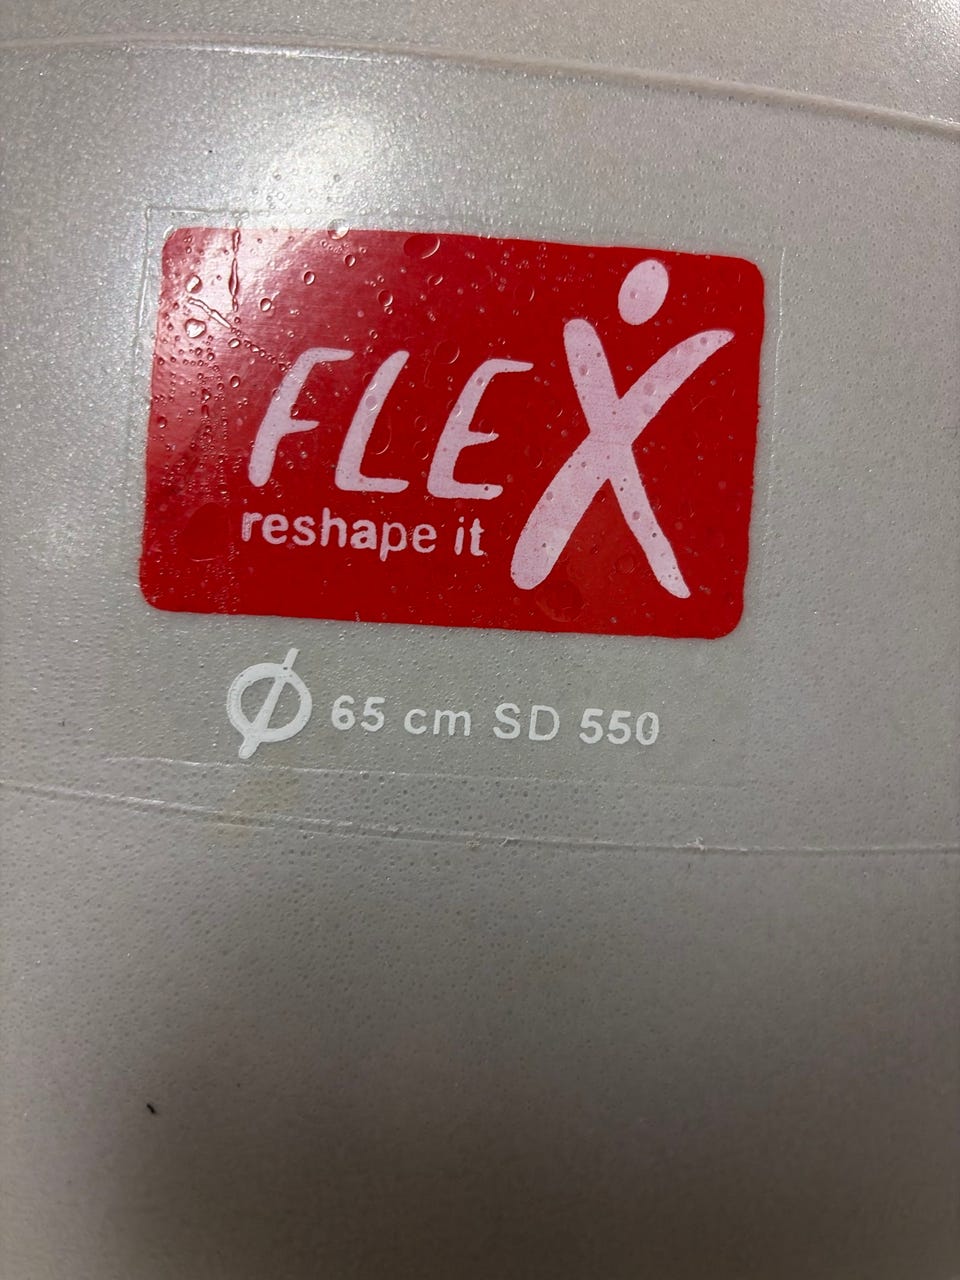 FLEX
reshape it
Ø 65 cm SD 550